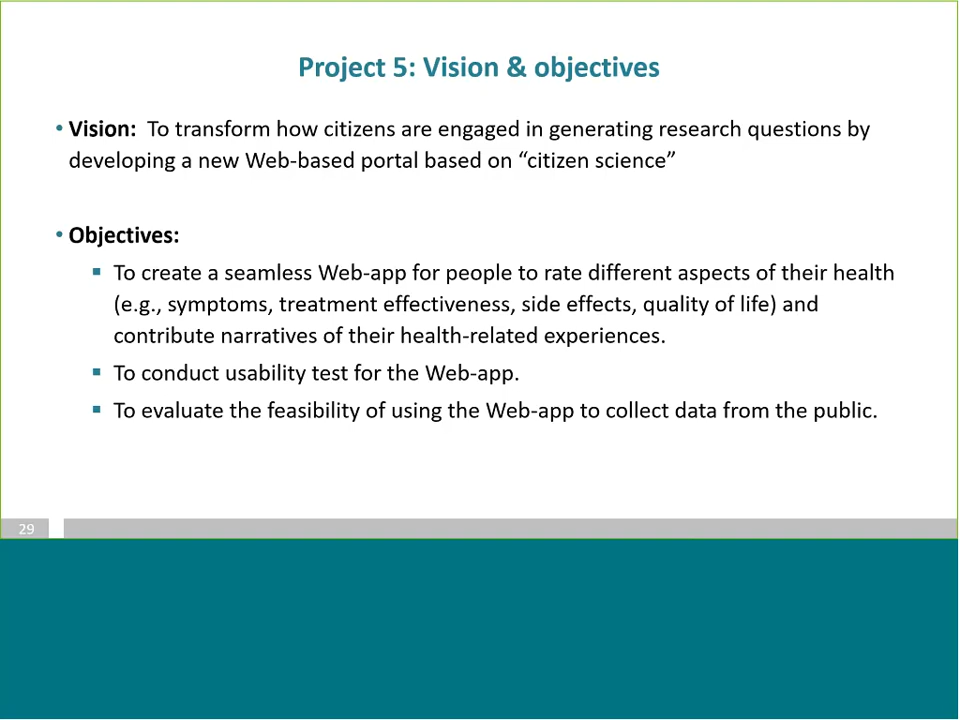 Project 5: Vision & objectives
• Vision:  To transform how citizens are engaged in generating research questions by
developing a new Web-based portal based on “citizen science”
• Objectives:
▪ To create a seamless Web-app for people to rate different aspects of their health
(e.g., symptoms, treatment effectiveness, side effects, quality of life) and
contribute narratives of their health-related experiences.
▪ To conduct usability test for the Web-app.
▪ To evaluate the feasibility of using the Web-app to collect data from the public.
29